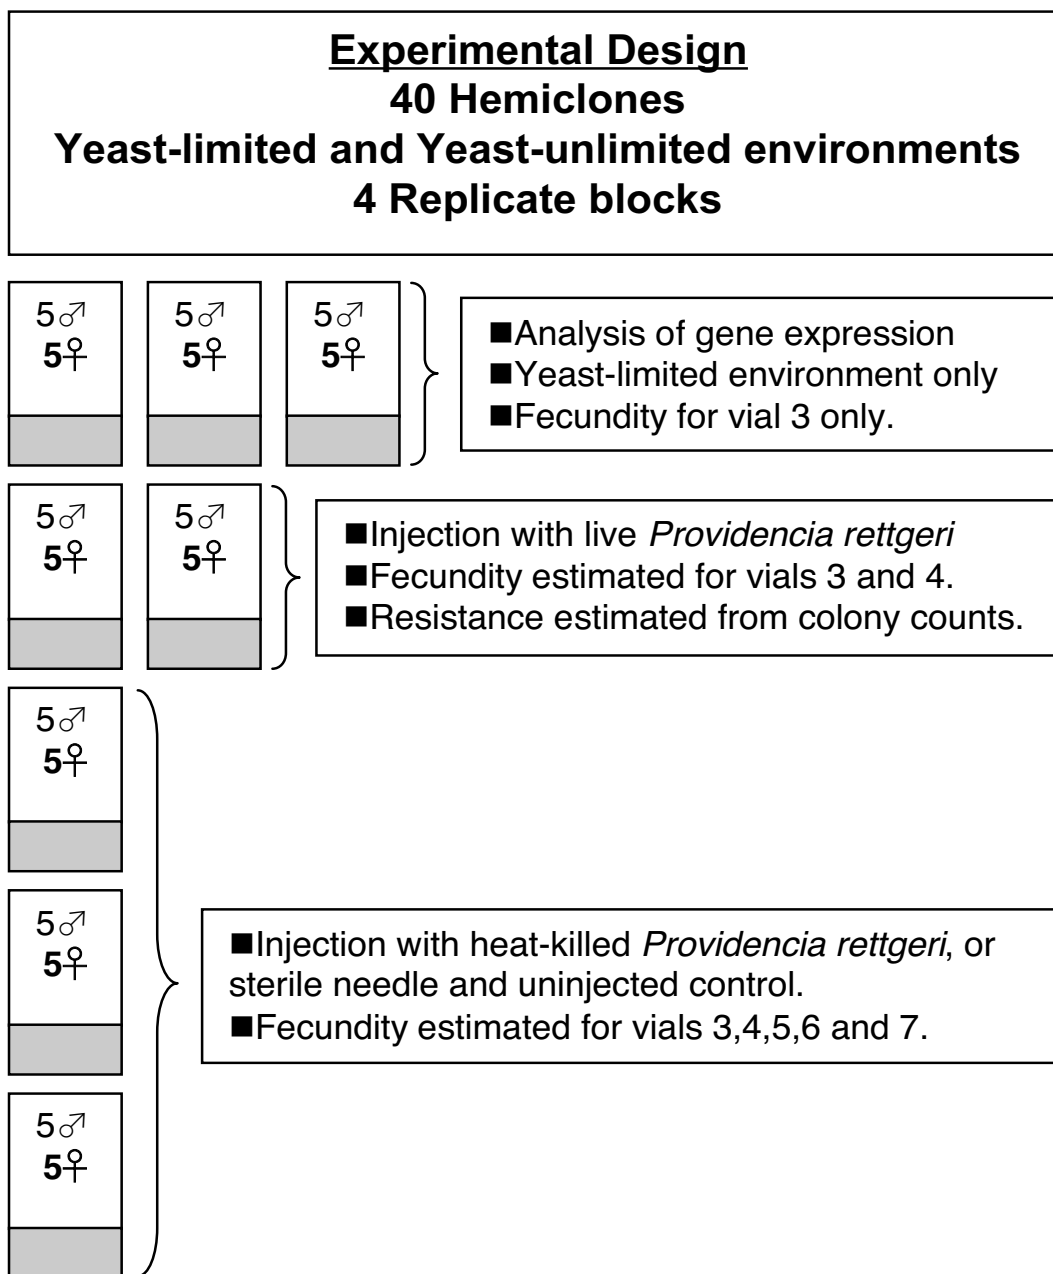 Experimental Design
40 Hemiclones
Yeast-limited and Yeast-unlimited environments
4 Replicate blocks
5♂ 5♂ 5♂
5♀ 5♀ 5♀
■Analysis of gene expression
■Yeast-limited environment only
■Fecundity for vial 3 only.
5♂ 5♂
5♀ 5♀
■Injection with live Providencia rettgeri
■Fecundity estimated for vials 3 and 4.
■Resistance estimated from colony counts.
5♂
5♀
5♂
5♀
■Injection with heat-killed Providencia rettgeri, or
sterile needle and uninjected control.
■Fecundity estimated for vials 3,4,5,6 and 7.
5♂
5♀